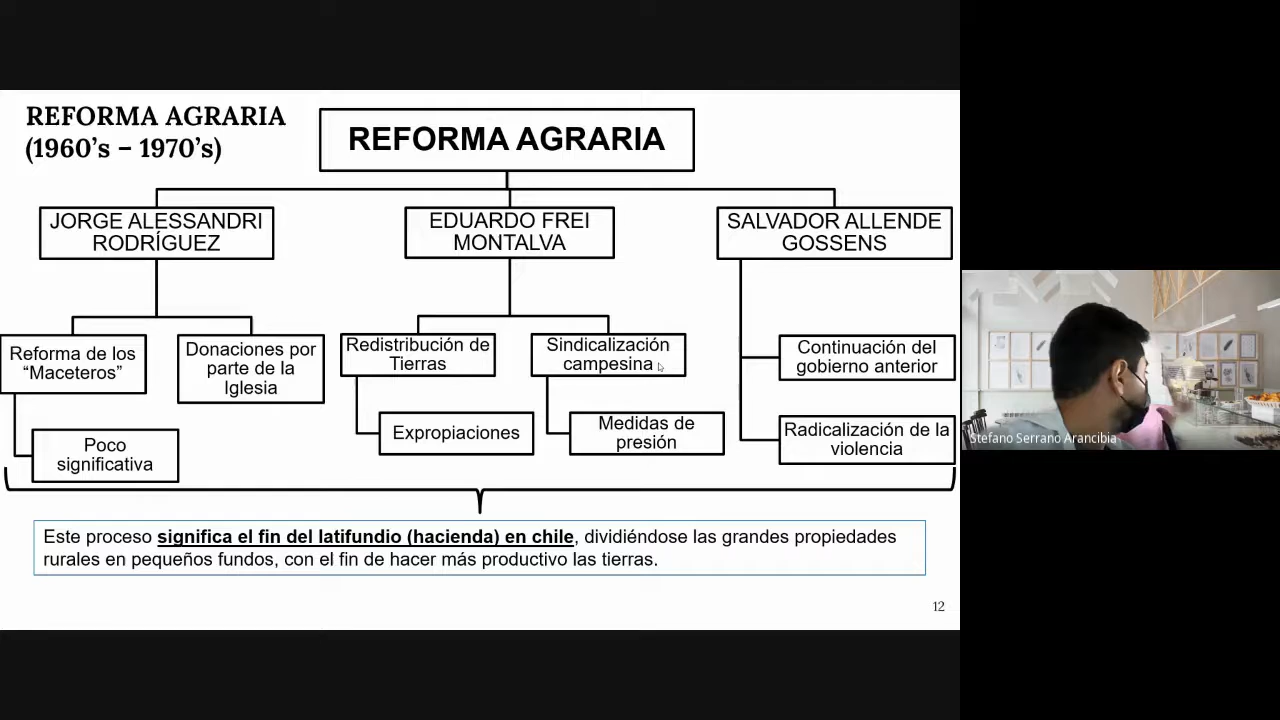 REFORMA AGRARIA
(1960’s – 1970’s)
REFORMA AGRARIA
JORGE ALESSANDRI
RODRÍGUEZ
EDUARDO FREI
MONTALVA
SALVADOR ALLENDE
GOSSENS
Reforma de los
“Maceteros”
Donaciones por
parte de la
Iglesia
Redistribución de
Tierras
Sindicalización
campesina
Continuación del
gobierno anterior
Poco
significativa
Expropiaciones
Medidas de
presión
Radicalización de la
violencia
Este proceso significa el fin del latifundio (hacienda) en chile, dividiéndose las grandes propiedades
rurales en pequeños fundos, con el fin de hacer más productivo las tierras.
12
Stefano Serrano Arancibia